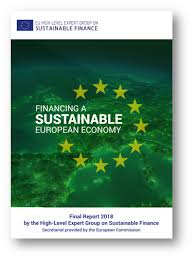 EU HIGH-LEVEL EXPERT GROUP ON
SUSTAINABLE FINANCE
FINANCING A
SUSTAINABLE
EUROPEAN ECONOMY
Final Report 2018
by the High-Level Expert Group on Sustainable Finance
Secretariat provided by the European Commission